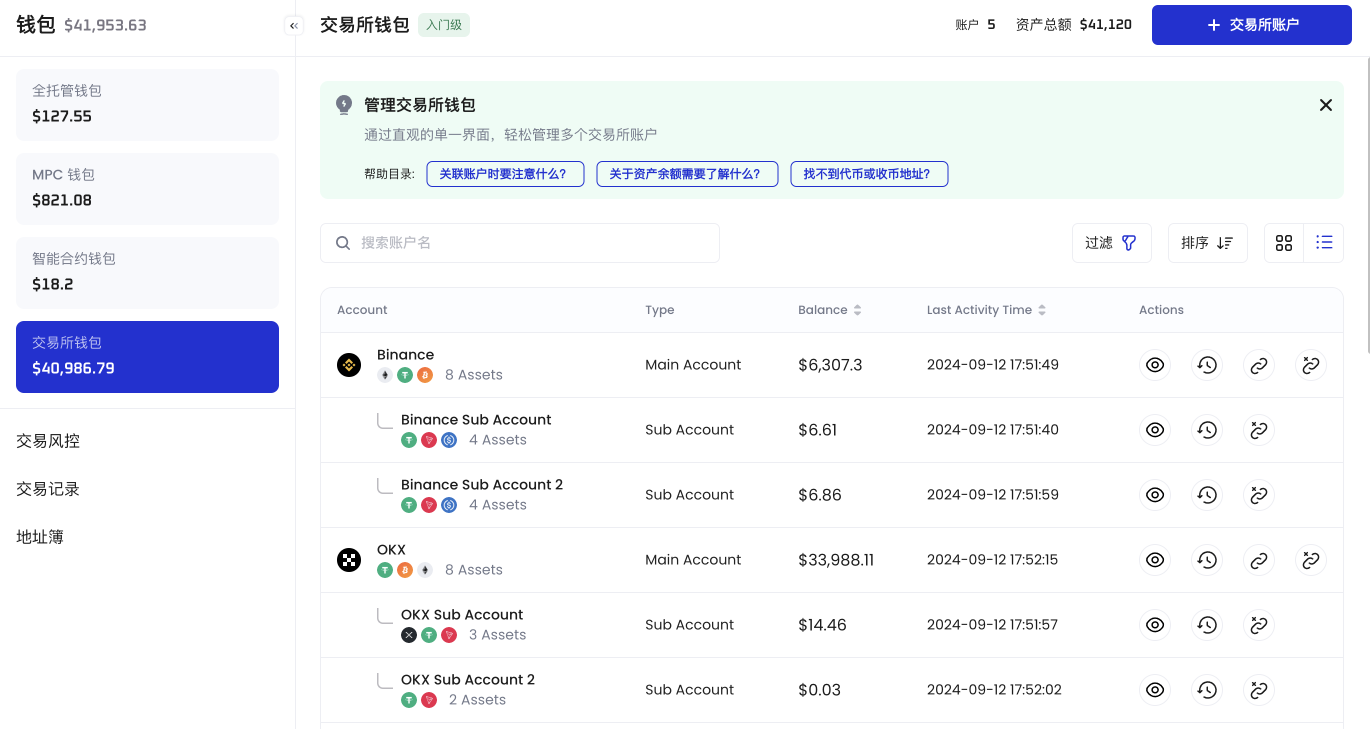 钱包 $41,953.63
全托管钱包
$127.55
MPC 钱包
$821.08
智能合约钱包
$18.2
交易所钱包
$40,986.79
交易风控
交易记录
地址簿
交易所钱包 入门级 账户 5 资产总额 $41,120 + 交易所账户
管理交易所钱包
通过直观的单一界面，轻松管理多个交易所账户
帮助目录: 关联账户时要注意什么? 关于资产余额需要了解什么? 找不到代币或收币地址?
搜索账户名 过滤 排序
Account Type Balance Last Activity Time Actions
Binance
8 Assets Main Account $6,307.3 2024-09-12 17:51:49
Binance Sub Account
4 Assets Sub Account $6.61 2024-09-12 17:51:40
Binance Sub Account 2
4 Assets Sub Account $6.86 2024-09-12 17:51:59
OKX
8 Assets Main Account $33,988.11 2024-09-12 17:52:15
OKX Sub Account
3 Assets Sub Account $14.46 2024-09-12 17:51:57
OKX Sub Account 2
2 Assets Sub Account $0.03 2024-09-12 17:52:02